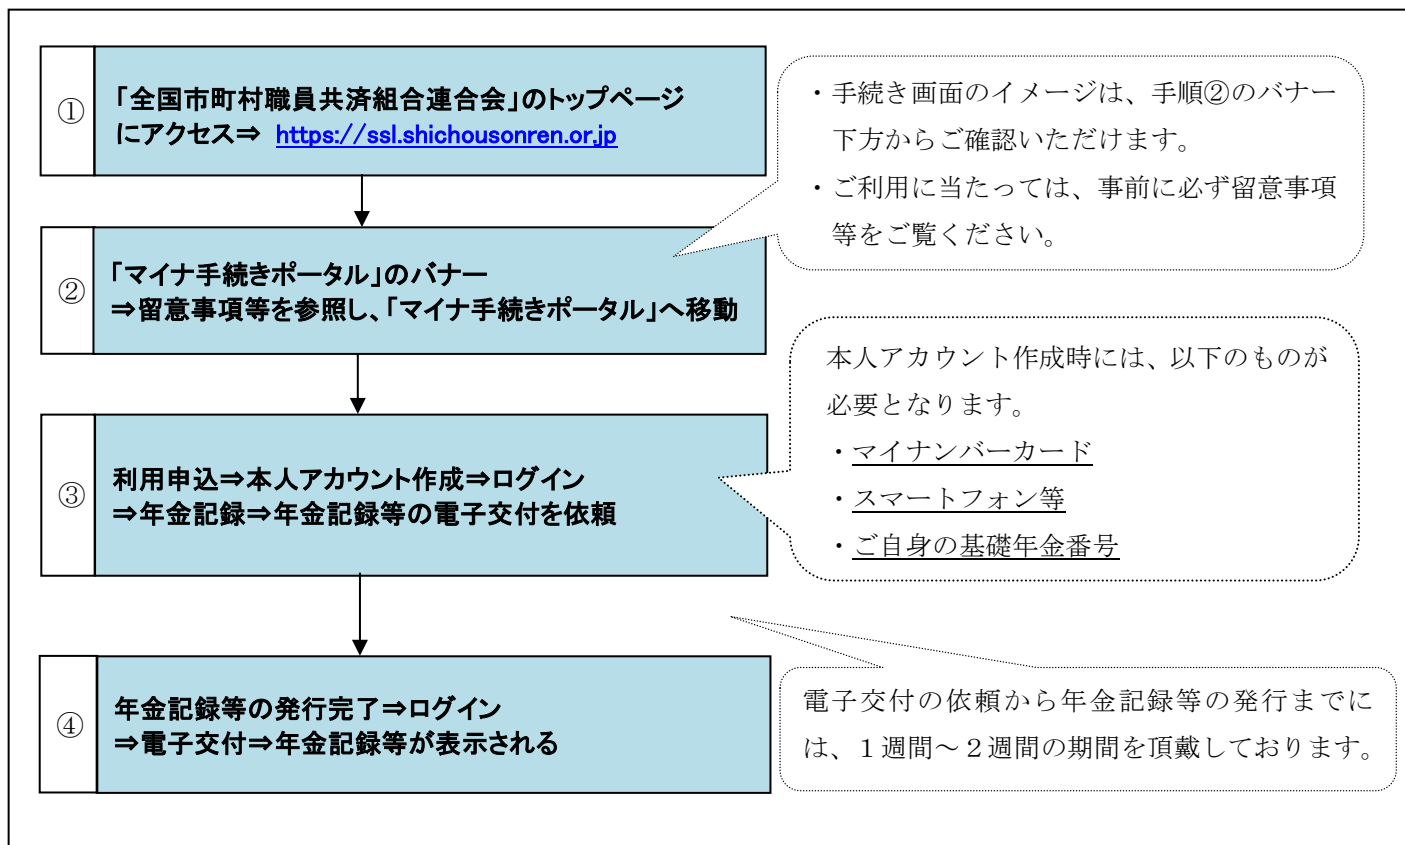 ①
「全国市町村職員共済組合連合会」のトップページ
にアクセス⇒ https://ssl.shichousonren.or.jp
・手続き画面のイメージは、手順②のバナー
下方からご確認いただけます。
・ご利用に当たっては、事前に必ず留意事項
等をご覧ください。
②
「マイナ手続きポータル」のバナー
⇒留意事項等を参照し、「マイナ手続きポータル」へ移動
本人アカウント作成時には、以下のものが
必要となります。
・マイナンバーカード
・スマートフォン等
・ご自身の基礎年金番号
③
利用申込⇒本人アカウント作成⇒ログイン
⇒年金記録⇒年金記録等の電子交付を依頼
④
年金記録等の発行完了⇒ログイン
⇒電子交付⇒年金記録等が表示される
電子交付の依頼から年金記録等の発行までに
は、１週間～２週間の期間を頂戴しております。